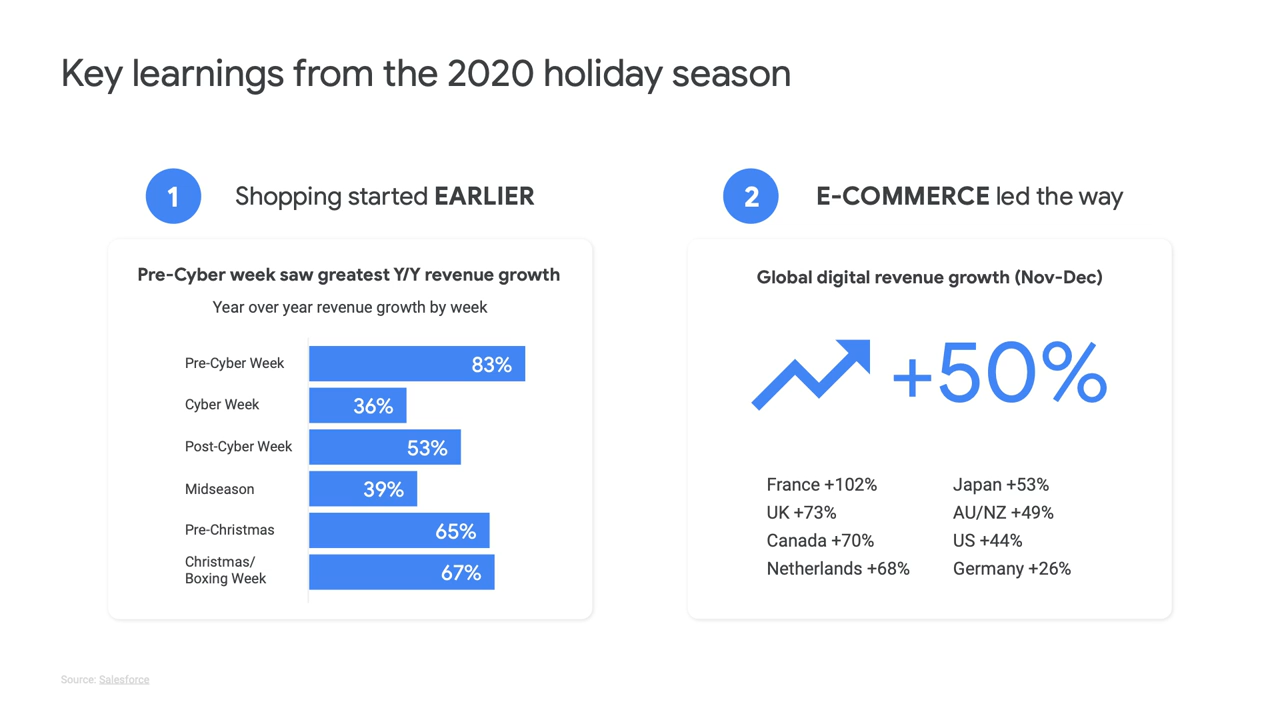 Key learnings from the 2020 holiday season
1
Shopping started EARLIER
Pre-Cyber week saw greatest Y/Y revenue growth
Year over year revenue growth by week
Pre-Cyber Week 83%
Cyber Week 36%
Post-Cyber Week 53%
Midseason 39%
Pre-Christmas 65%
Christmas/
Boxing Week 67%
2
E-COMMERCE led the way
Global digital revenue growth (Nov-Dec)
+50%
France +102%
UK +73%
Canada +70%
Netherlands +68%
Japan +53%
AU/NZ +49%
US +44%
Germany +26%
Source: Salesforce